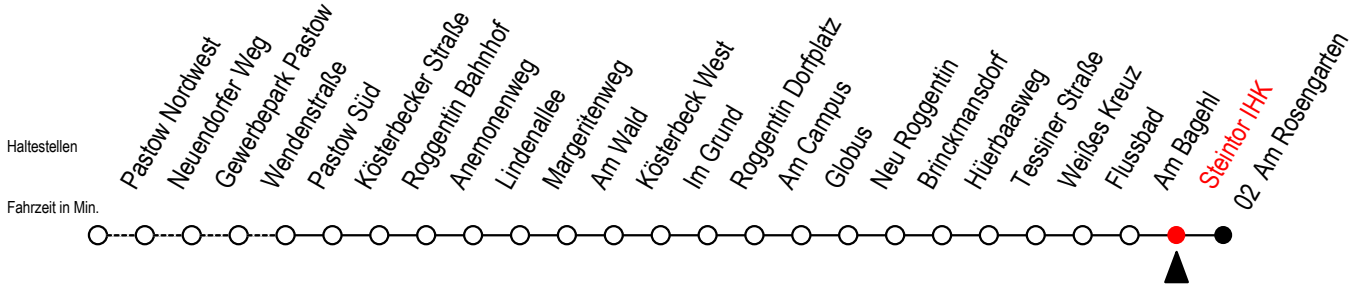 Haltestellen
Fahrzeit in Min.
Pastow Nordwest
Neuendorfer Weg
Gewerbepark Pastow
Wendenstraße
Pastow Süd
Kösterbecker Straße
Roggentin Bahnhof
Anemonenweg
Lindenallee
Margeritenweg
Am Wald
Kösterbeck West
Im Grund
Roggentin Dorfplatz
Am Campus
Globus
Neu Roggentin
Brinckmansdorf
Hüerbaasweg
Tessiner Straße
Weißes Kreuz
Flussbad
Am Bagehl
Steintor IHK
02 Am Rosengarten